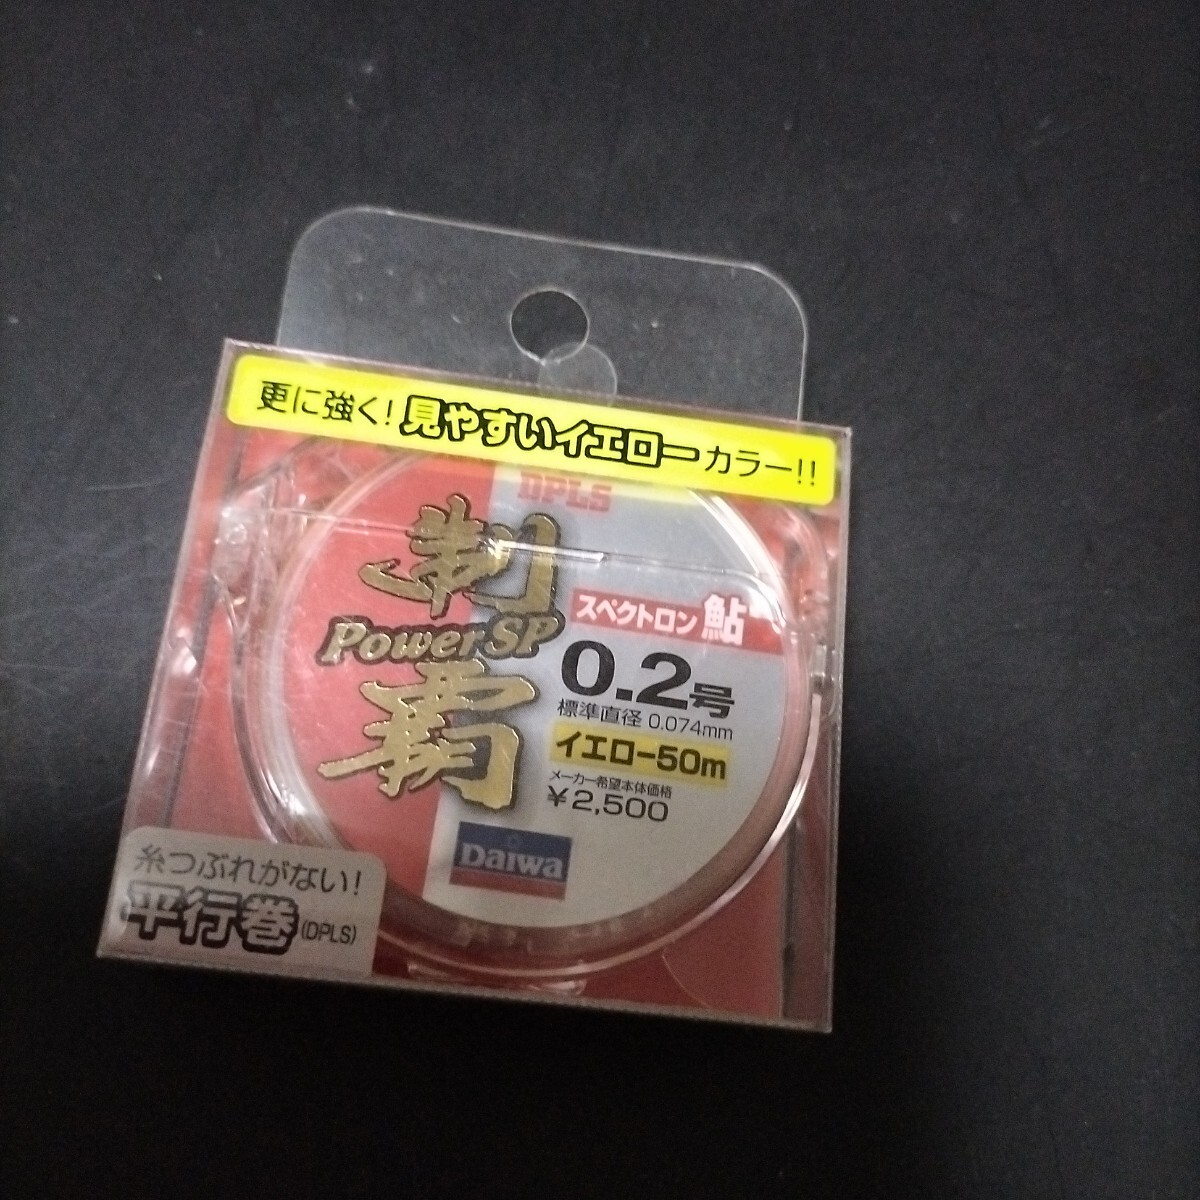 更に強く!見やすいイエローカラー!!
DPLS
制覇
PowerSP
スペクトロン 鮎
0.2号
標準直径 0.074mm
イエロー50m
メーカー希望本体価格
¥2,500
Daiwa
糸つぶれがない!
平行巻(DPLS)